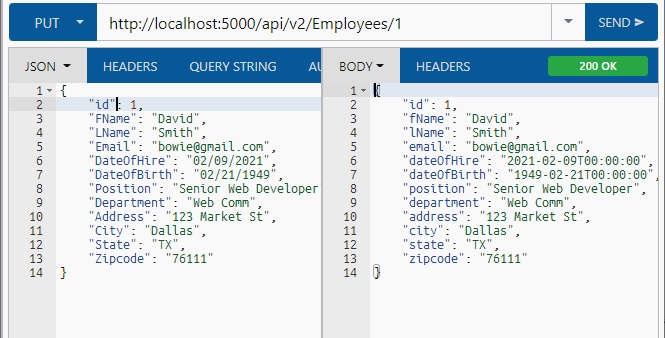 PUT http://localhost:5000/api/v2/Employees/1 SEND
JSON HEADERS QUERY STRING AU
1 {
2 "id": 1,
3 "FName": "David",
4 "LName": "Smith",
5 "Email": "bowie@gmail.com",
6 "DateOfHire": "02/09/2021",
7 "DateOfBirth": "02/21/1949",
8 "Position": "Senior Web Developer
9 "Department": "Web Comm",
10 "Address": "123 Market St",
11 "City": "Dallas",
12 "State": "TX",
13 "Zipcode": "76111"
14 }
BODY HEADERS 200 OK
1 {
2 "id": 1,
3 "fName": "David",
4 "lName": "Smith",
5 "email": "bowie@gmail.com",
6 "dateOfHire": "2021-02-09T00:00:00",
7 "dateOfBirth": "1949-02-21T00:00:00",
8 "position": "Senior Web Developer",
9 "department": "Web Comm",
10 "address": "123 Market St",
11 "city": "Dallas",
12 "state": "TX",
13 "zipcode": "76111"
14 }